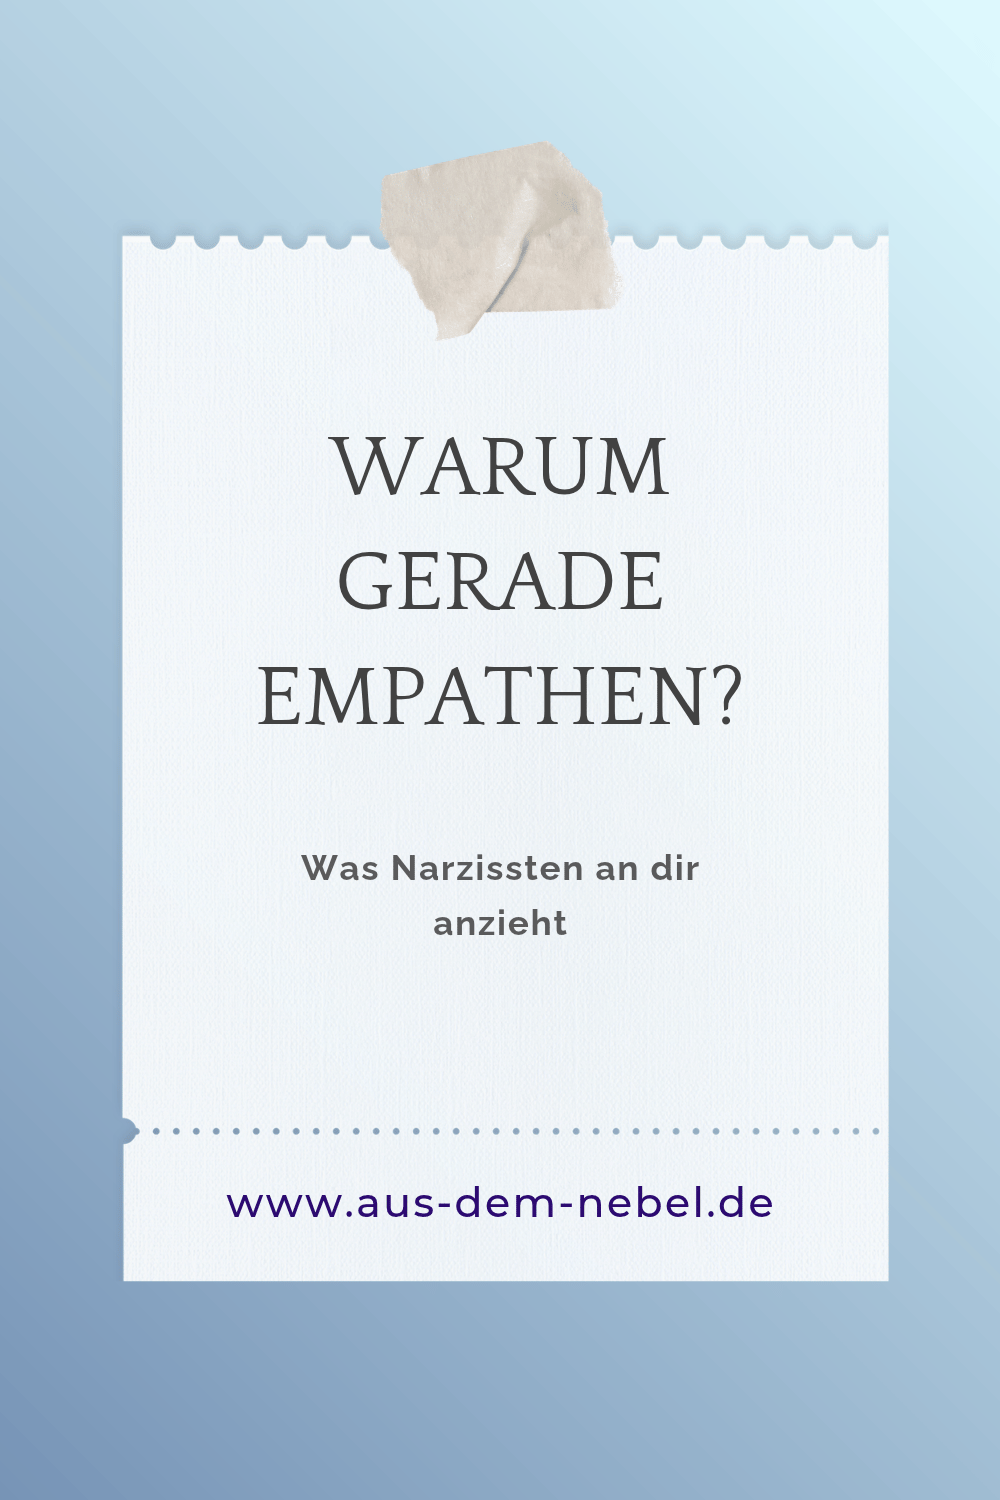 WARUM
GERADE
EMPATHEN?
Was Narzissten an dir
anzieht
www.aus-dem-nebel.de